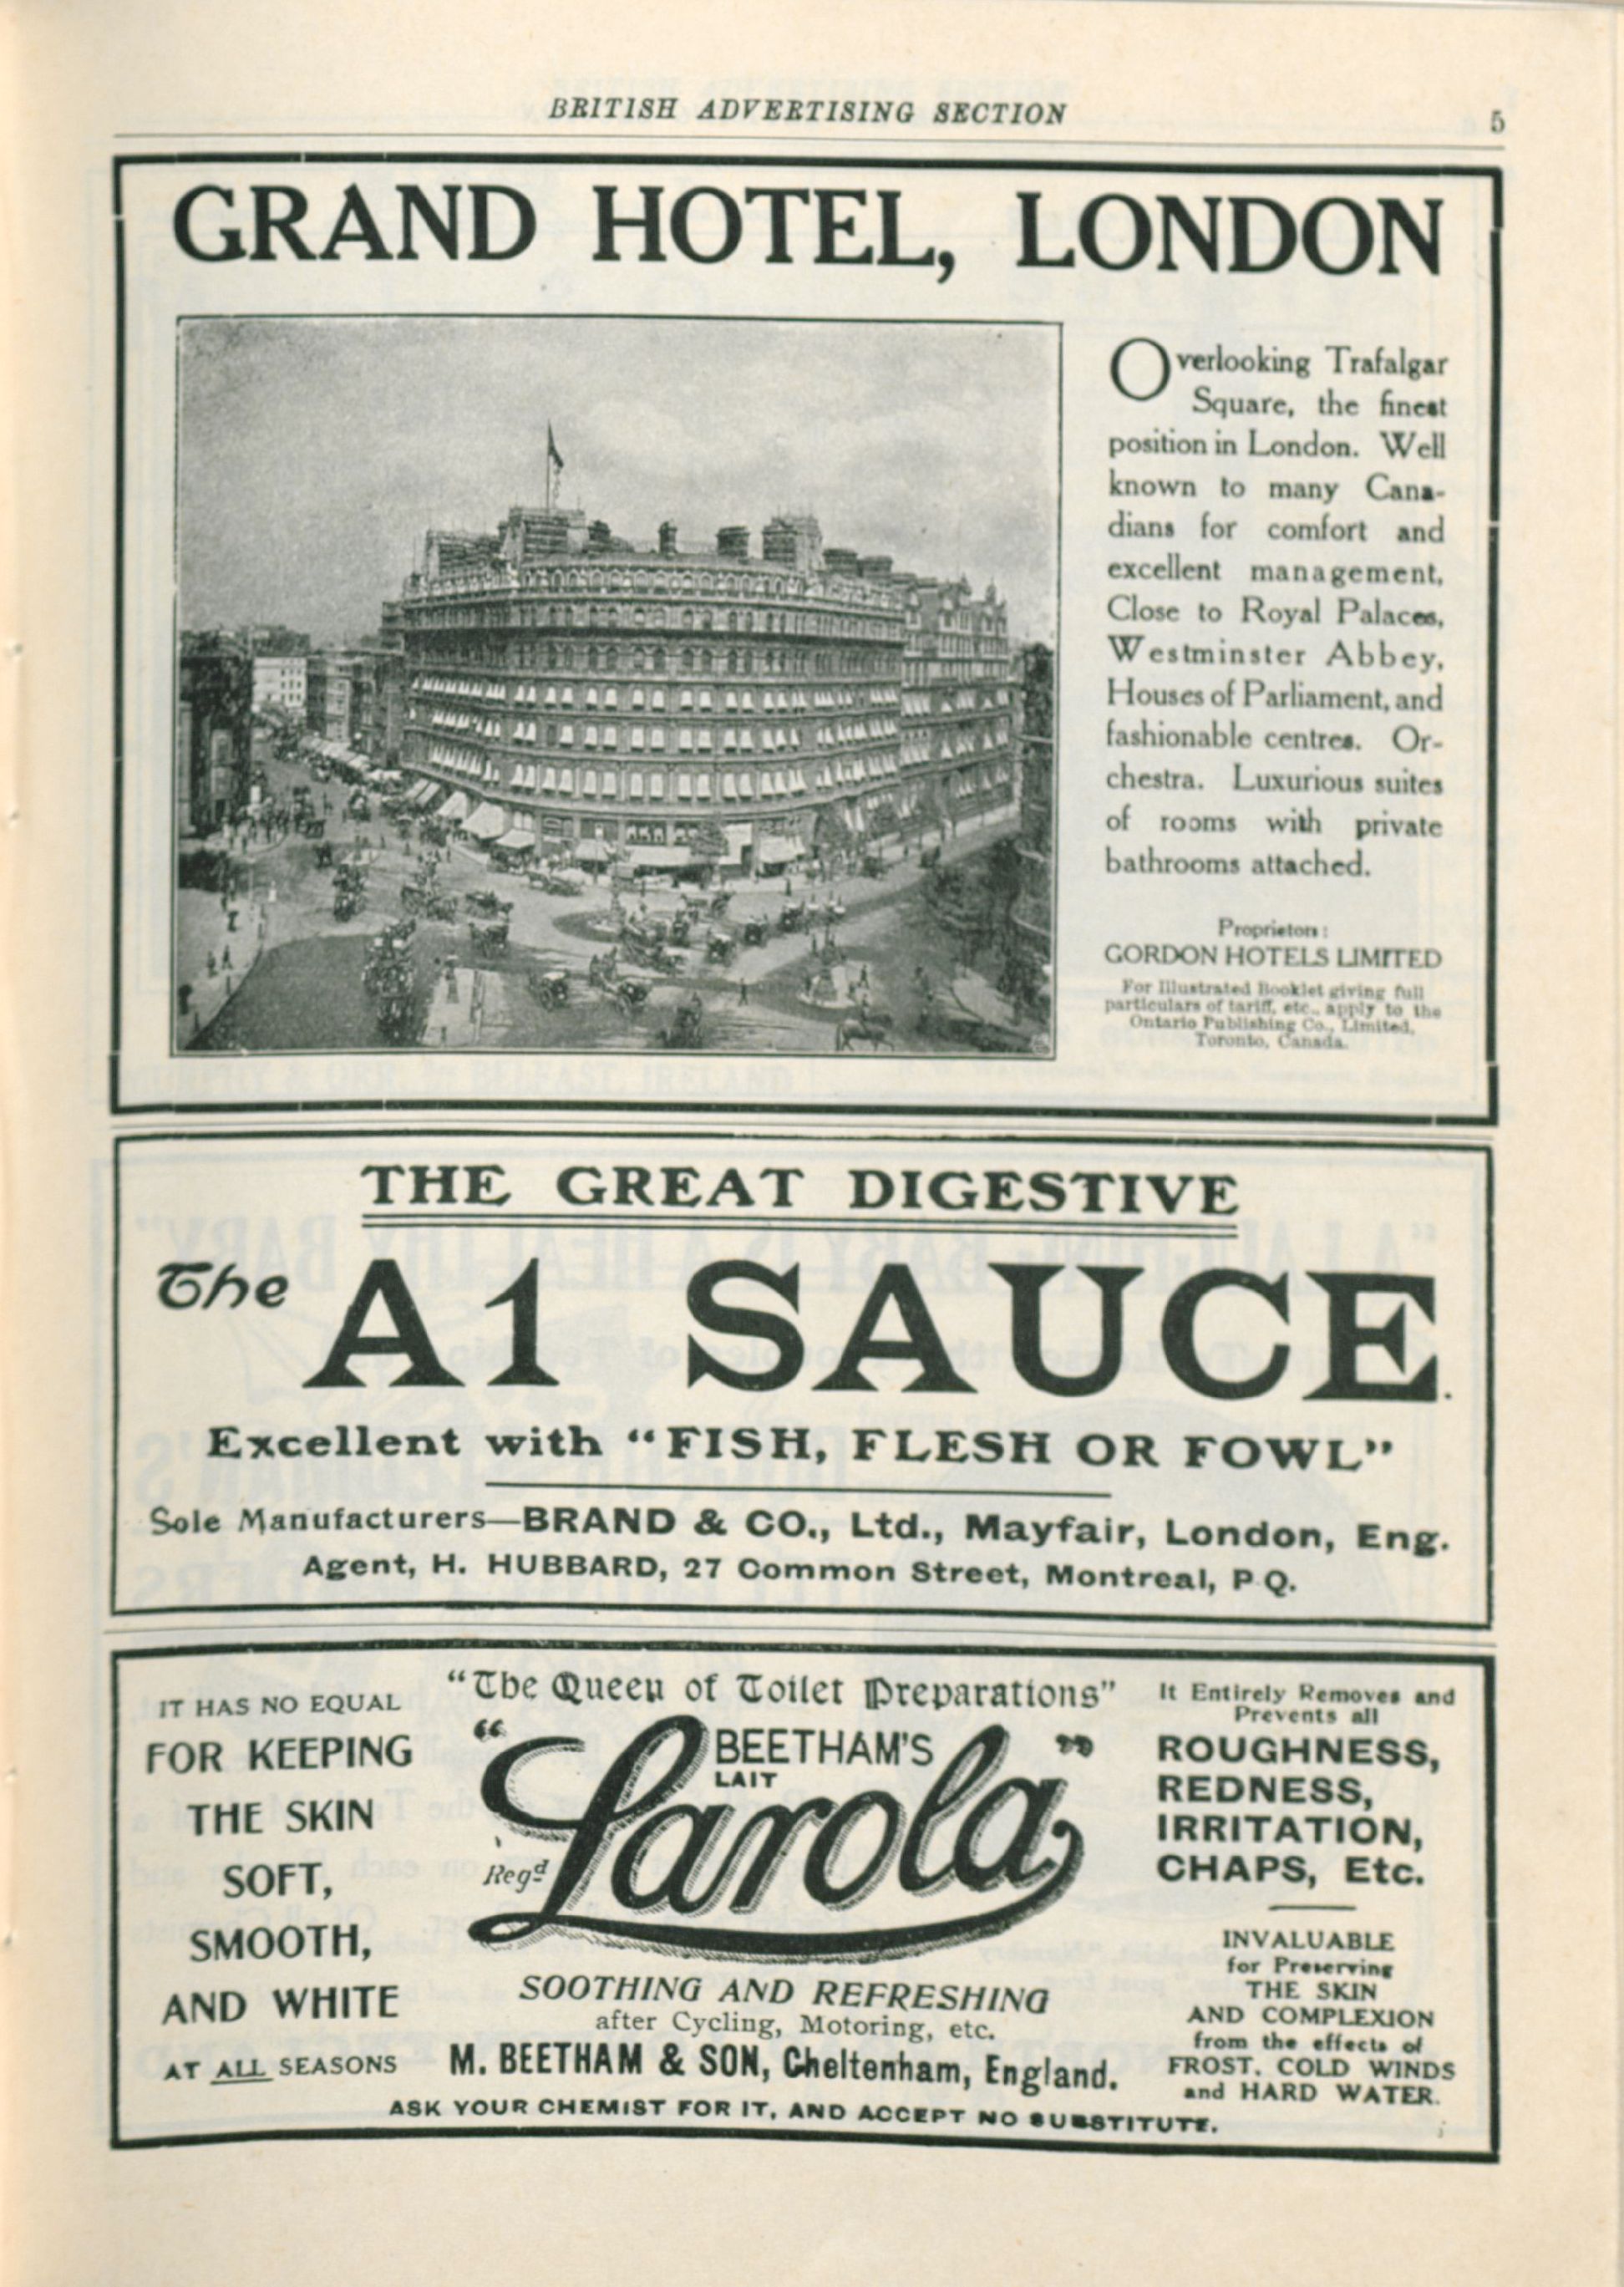 BRITISH ADVERTISING SECTION
5
GRAND HOTEL, LONDON
Overlooking Trafalgar
Square, the finest
position in London. Well
known to many Cana-
dians for comfort and
excellent management,
Close to Royal Palaces,
Westminster Abbey,
Houses of Parliament, and
fashionable centres. Or-
chestra. Luxurious suites
of rooms with private
bathrooms attached.
Proprietors:
GORDON HOTELS LIMITED
For Illustrated Booklet giving full
particulars of tariff, etc., apply to the
Ontario Publishing Co., Limited,
Toronto, Canada.
THE GREAT DIGESTIVE
The A1 SAUCE.
Excellent with "FISH, FLESH OR FOWL"
Sole Manufacturers—BRAND & CO., Ltd., Mayfair, London, Eng.
Agent, H. HUBBARD, 27 Common Street, Montreal, P.Q.
IT HAS NO EQUAL
FOR KEEPING
THE SKIN
SOFT,
SMOOTH,
AND WHITE
AT ALL SEASONS
"The Queen of Toilet Preparations"
BEETHAM'S
LAIT
"Larola"
Regd
SOOTHING AND REFRESHING
after Cycling, Motoring, etc.
M. BEETHAM & SON, Cheltenham, England.
It Entirely Removes and
Prevents all
ROUGHNESS,
REDNESS,
IRRITATION,
CHAPS, Etc.
INVALUABLE
for Preserving
THE SKIN
AND COMPLEXION
from the effects of
FROST, COLD WINDS
and HARD WATER.
ASK YOUR CHEMIST FOR IT, AND ACCEPT NO SUBSTITUTE.